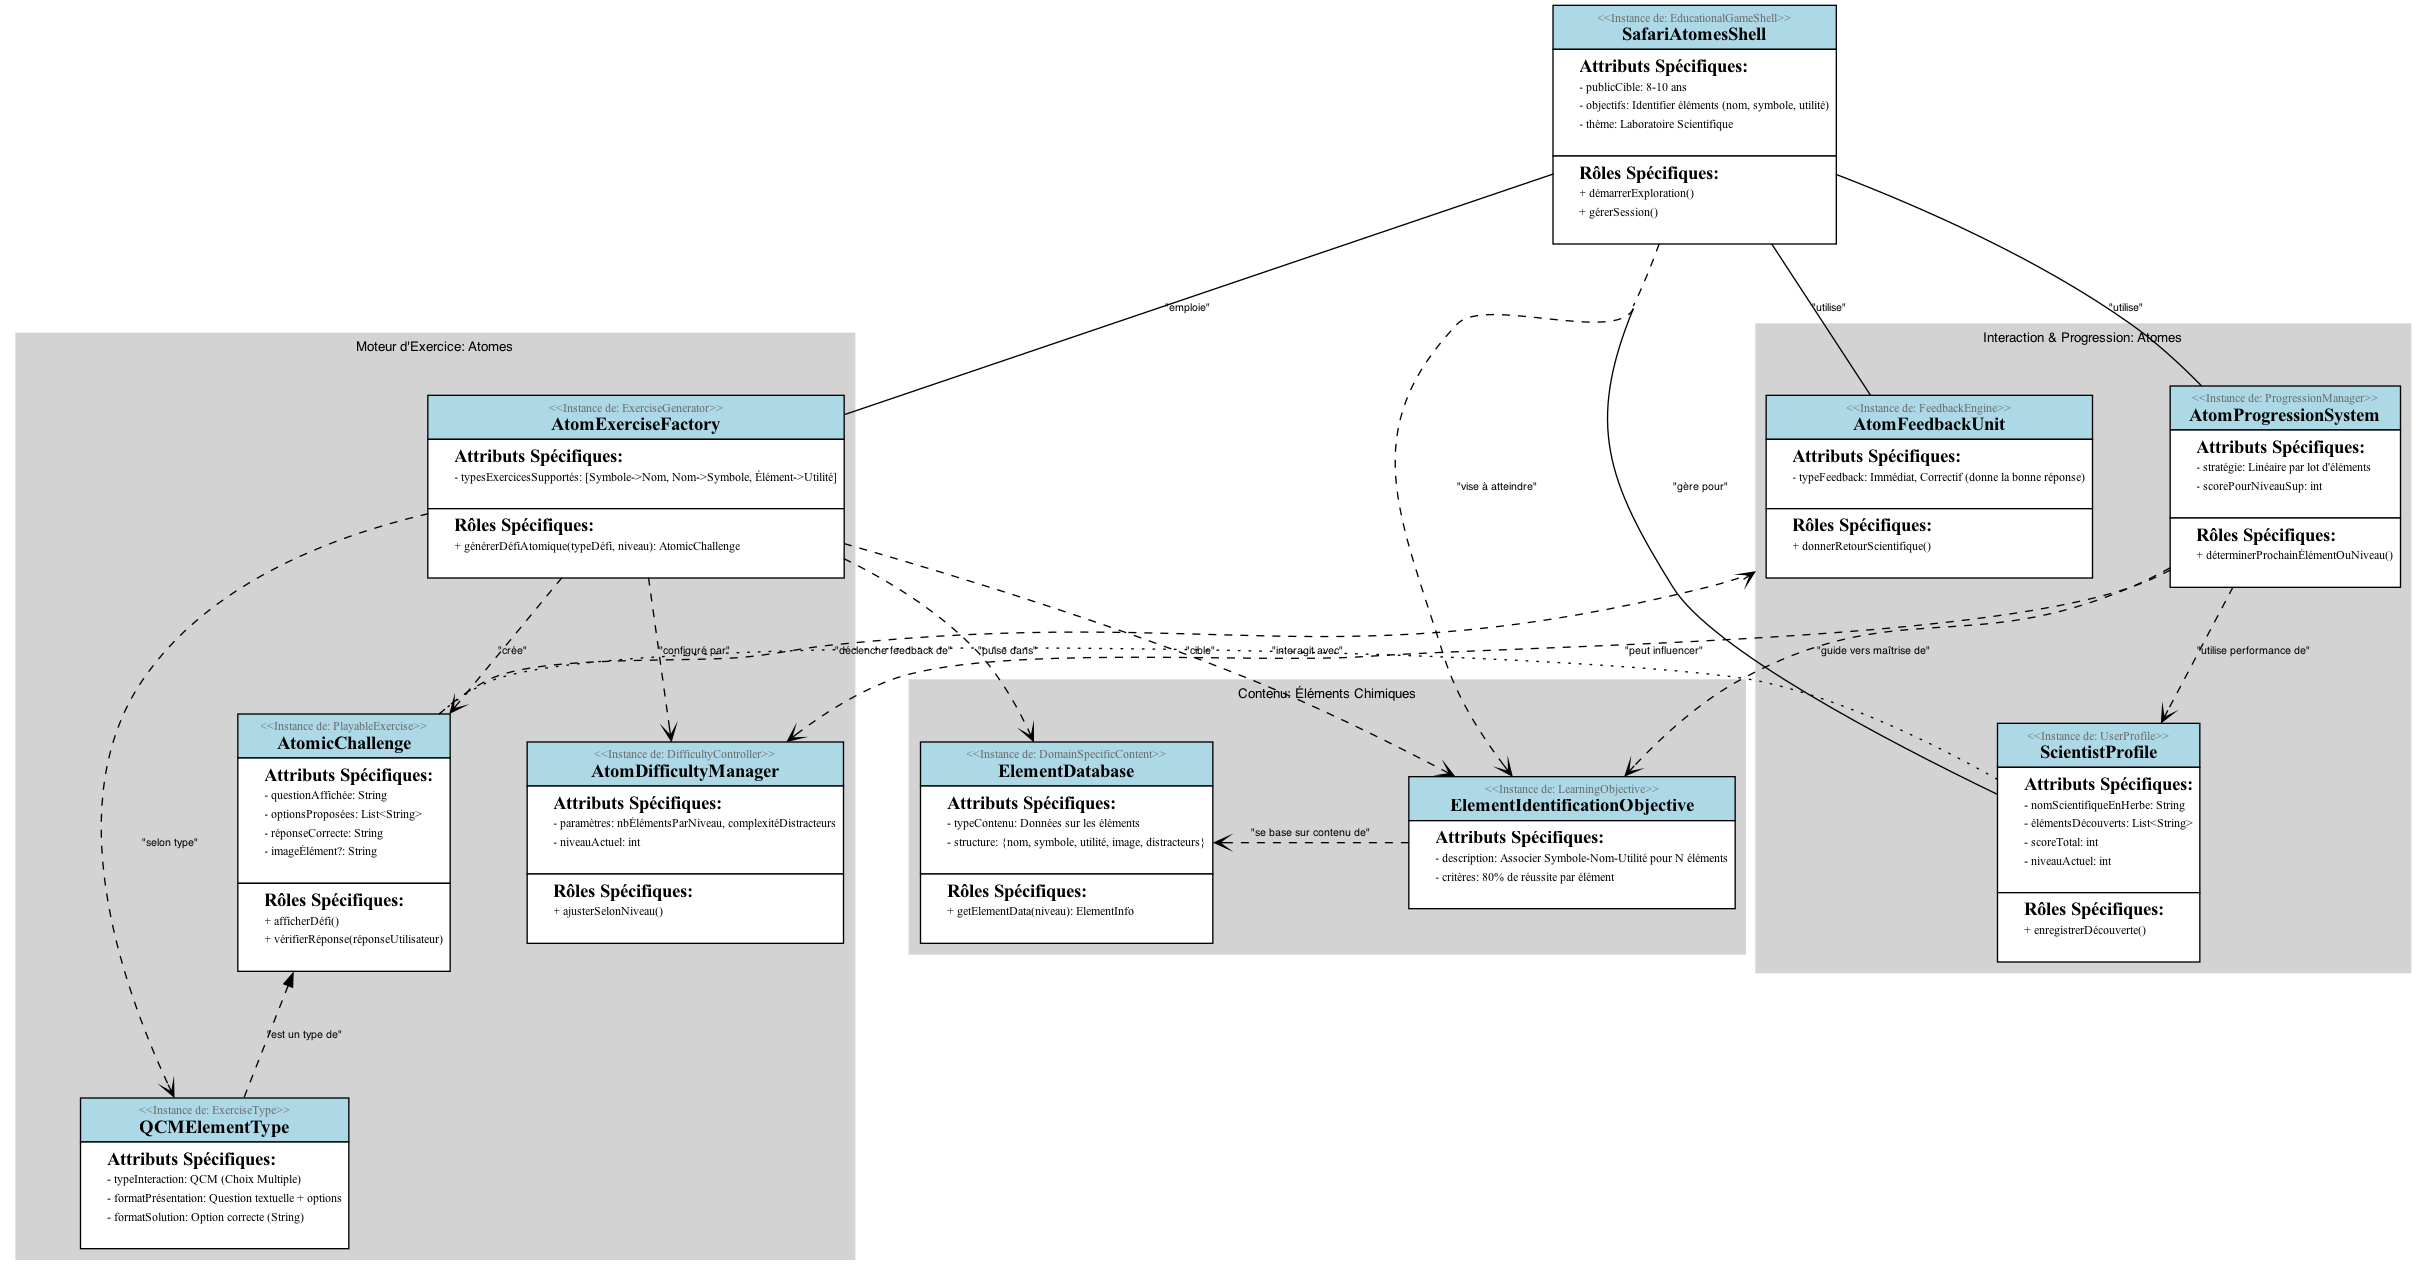 <<Instance de: EducationalGameShell>>
SafariAtomesShell
Attributs Spécifiques:
- publicCible: 8-10 ans
- objectifs: Identifier éléments (nom, symbole, utilité)
- thème: Laboratoire Scientifique
Rôles Spécifiques:
+ démarrerExploration()
+ gérerSession()
"emploie"
"utilise"
"utilise"
Moteur d'Exercice: Atomes
<<Instance de: ExerciseGenerator>>
AtomExerciseFactory
Attributs Spécifiques:
- typesExercicesSupportés: [Symbole->Nom, Nom->Symbole, Élément->Utilité]
Rôles Spécifiques:
+ générerDéfiAtomique(typeDéfi, niveau): AtomicChallenge
"vise à atteindre"
"gère pour"
Interaction & Progression: Atomes
<<Instance de: FeedbackEngine>>
AtomFeedbackUnit
Attributs Spécifiques:
- typeFeedback: Immédiat, Correctif (donne la bonne réponse)
Rôles Spécifiques:
+ donnerRetourScientifique()
<<Instance de: ProgressionManager>>
AtomProgressionSystem
Attributs Spécifiques:
- stratégie: Linéaire par lot d'éléments
- scorePourNiveauSup: int
Rôles Spécifiques:
+ déterminerProchainÉlémentOuNiveau()
"crée"
"configuré par"
"déclenche feedback de"
"puise dans"
"cible"
"interagit avec"
"peut influencer"
"guide vers maîtrise de"
"utilise performance de"
<<Instance de: PlayableExercise>>
AtomicChallenge
Attributs Spécifiques:
- questionAffichée: String
- optionsProposées: List<String>
- réponseCorrecte: String
- imageÉlément?: String
Rôles Spécifiques:
+ afficherDéfi()
+ vérifierRéponse(réponseUtilisateur)
<<Instance de: DifficultyController>>
AtomDifficultyManager
Attributs Spécifiques:
- paramètres: nbÉlémentsParNiveau, complexitéDistracteurs
- niveauActuel: int
Rôles Spécifiques:
+ ajusterSelonNiveau()
Contenu: Éléments Chimiques
<<Instance de: DomainSpecificContent>>
ElementDatabase
Attributs Spécifiques:
- typeContenu: Données sur les éléments
- structure: {nom, symbole, utilité, image, distracteurs}
Rôles Spécifiques:
+ getElementData(niveau): ElementInfo
"se base sur contenu de"
<<Instance de: LearningObjective>>
ElementIdentificationObjective
Attributs Spécifiques:
- description: Associer Symbole-Nom-Utilité pour N éléments
- critères: 80% de réussite par élément
<<Instance de: UserProfile>>
ScientistProfile
Attributs Spécifiques:
- nomScientifiqueEnHerbe: String
- élémentsDécouverts: List<String>
- scoreTotal: int
- niveauActuel: int
Rôles Spécifiques:
+ enregistrerDécouverte()
"selon type"
"est un type de"
<<Instance de: ExerciseType>>
QCMElementType
Attributs Spécifiques:
- typeInteraction: QCM (Choix Multiple)
- formatPrésentation: Question textuelle + options
- formatSolution: Option correcte (String)